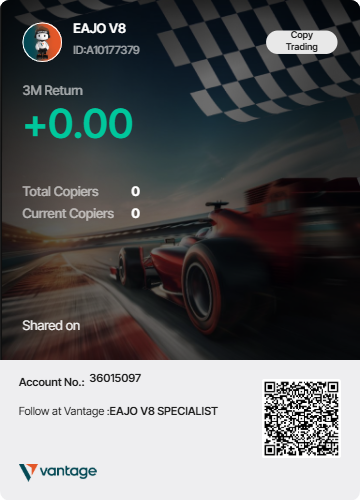 EAJO V8
ID:A10177379
Copy
Trading
3M Return
+0.00
Total Copiers 0
Current Copiers 0
Shared on
Account No.: 36015097
Follow at Vantage :EAJO V8 SPECIALIST
vantage